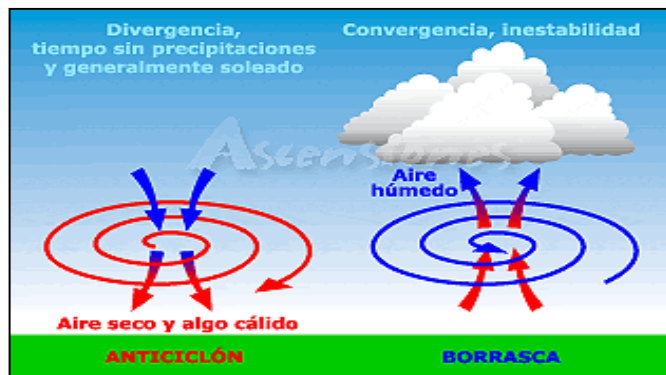 Divergencia,
tiempo sin precipitaciones
y generalmente soleado
Convergencia, inestabilidad
Ascensiones
Aire
húmedo
Aire seco y algo cálido
ANTICICLÓN
BORRASCA